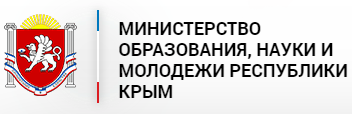 МИНИСТЕРСТВО
ОБРАЗОВАНИЯ, НАУКИ И
МОЛОДЕЖИ РЕСПУБЛИКИ
КРЫМ